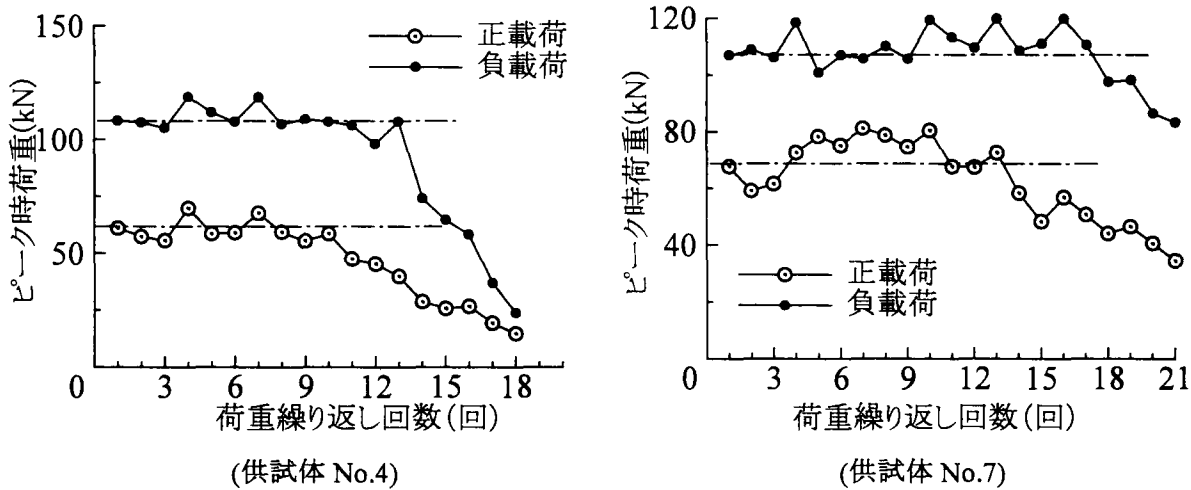 ピーク時荷重(kN)
150
100
50
0
正載荷
負載荷
3 6 9 12 15 18
荷重繰り返し回数(回)
(供試体 No.4)
ピーク時荷重(kN)
120
80
40
0
正載荷
負載荷
3 6 9 12 15 18 21
荷重繰り返し回数(回)
(供試体 No.7)